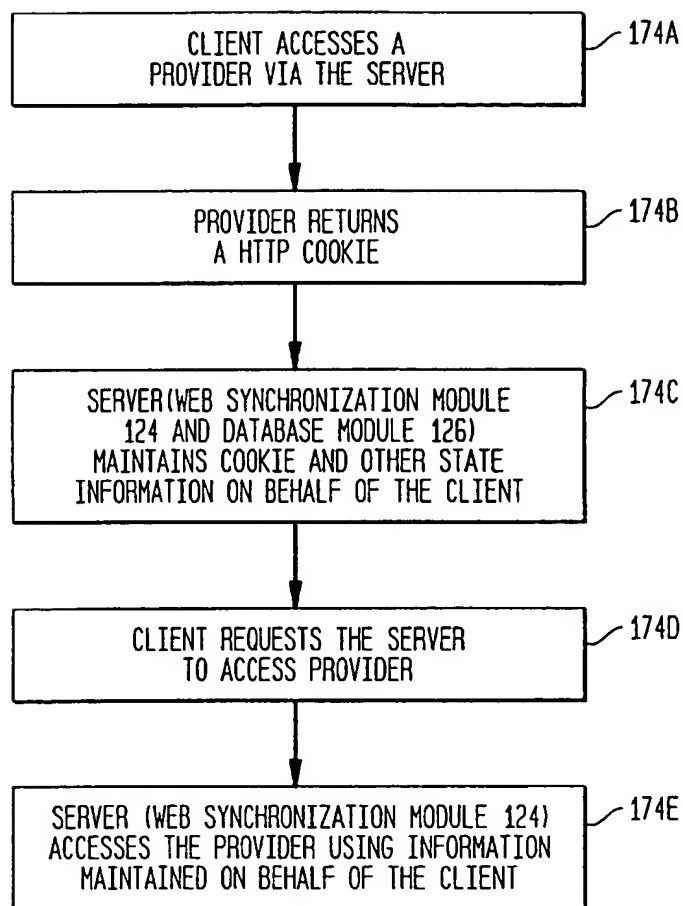 CLIENT ACCESSES A
PROVIDER VIA THE SERVER
174A
PROVIDER RETURNS
A HTTP COOKIE
174B
SERVER(WEB SYNCHRONIZATION MODULE
124 AND DATABASE MODULE 126)
MAINTAINS COOKIE AND OTHER STATE
INFORMATION ON BEHALF OF THE CLIENT
174C
CLIENT REQUESTS THE SERVER
TO ACCESS PROVIDER
174D
SERVER (WEB SYNCHRONIZATION MODULE 124)
ACCESSES THE PROVIDER USING INFORMATION
MAINTAINED ON BEHALF OF THE CLIENT
174E